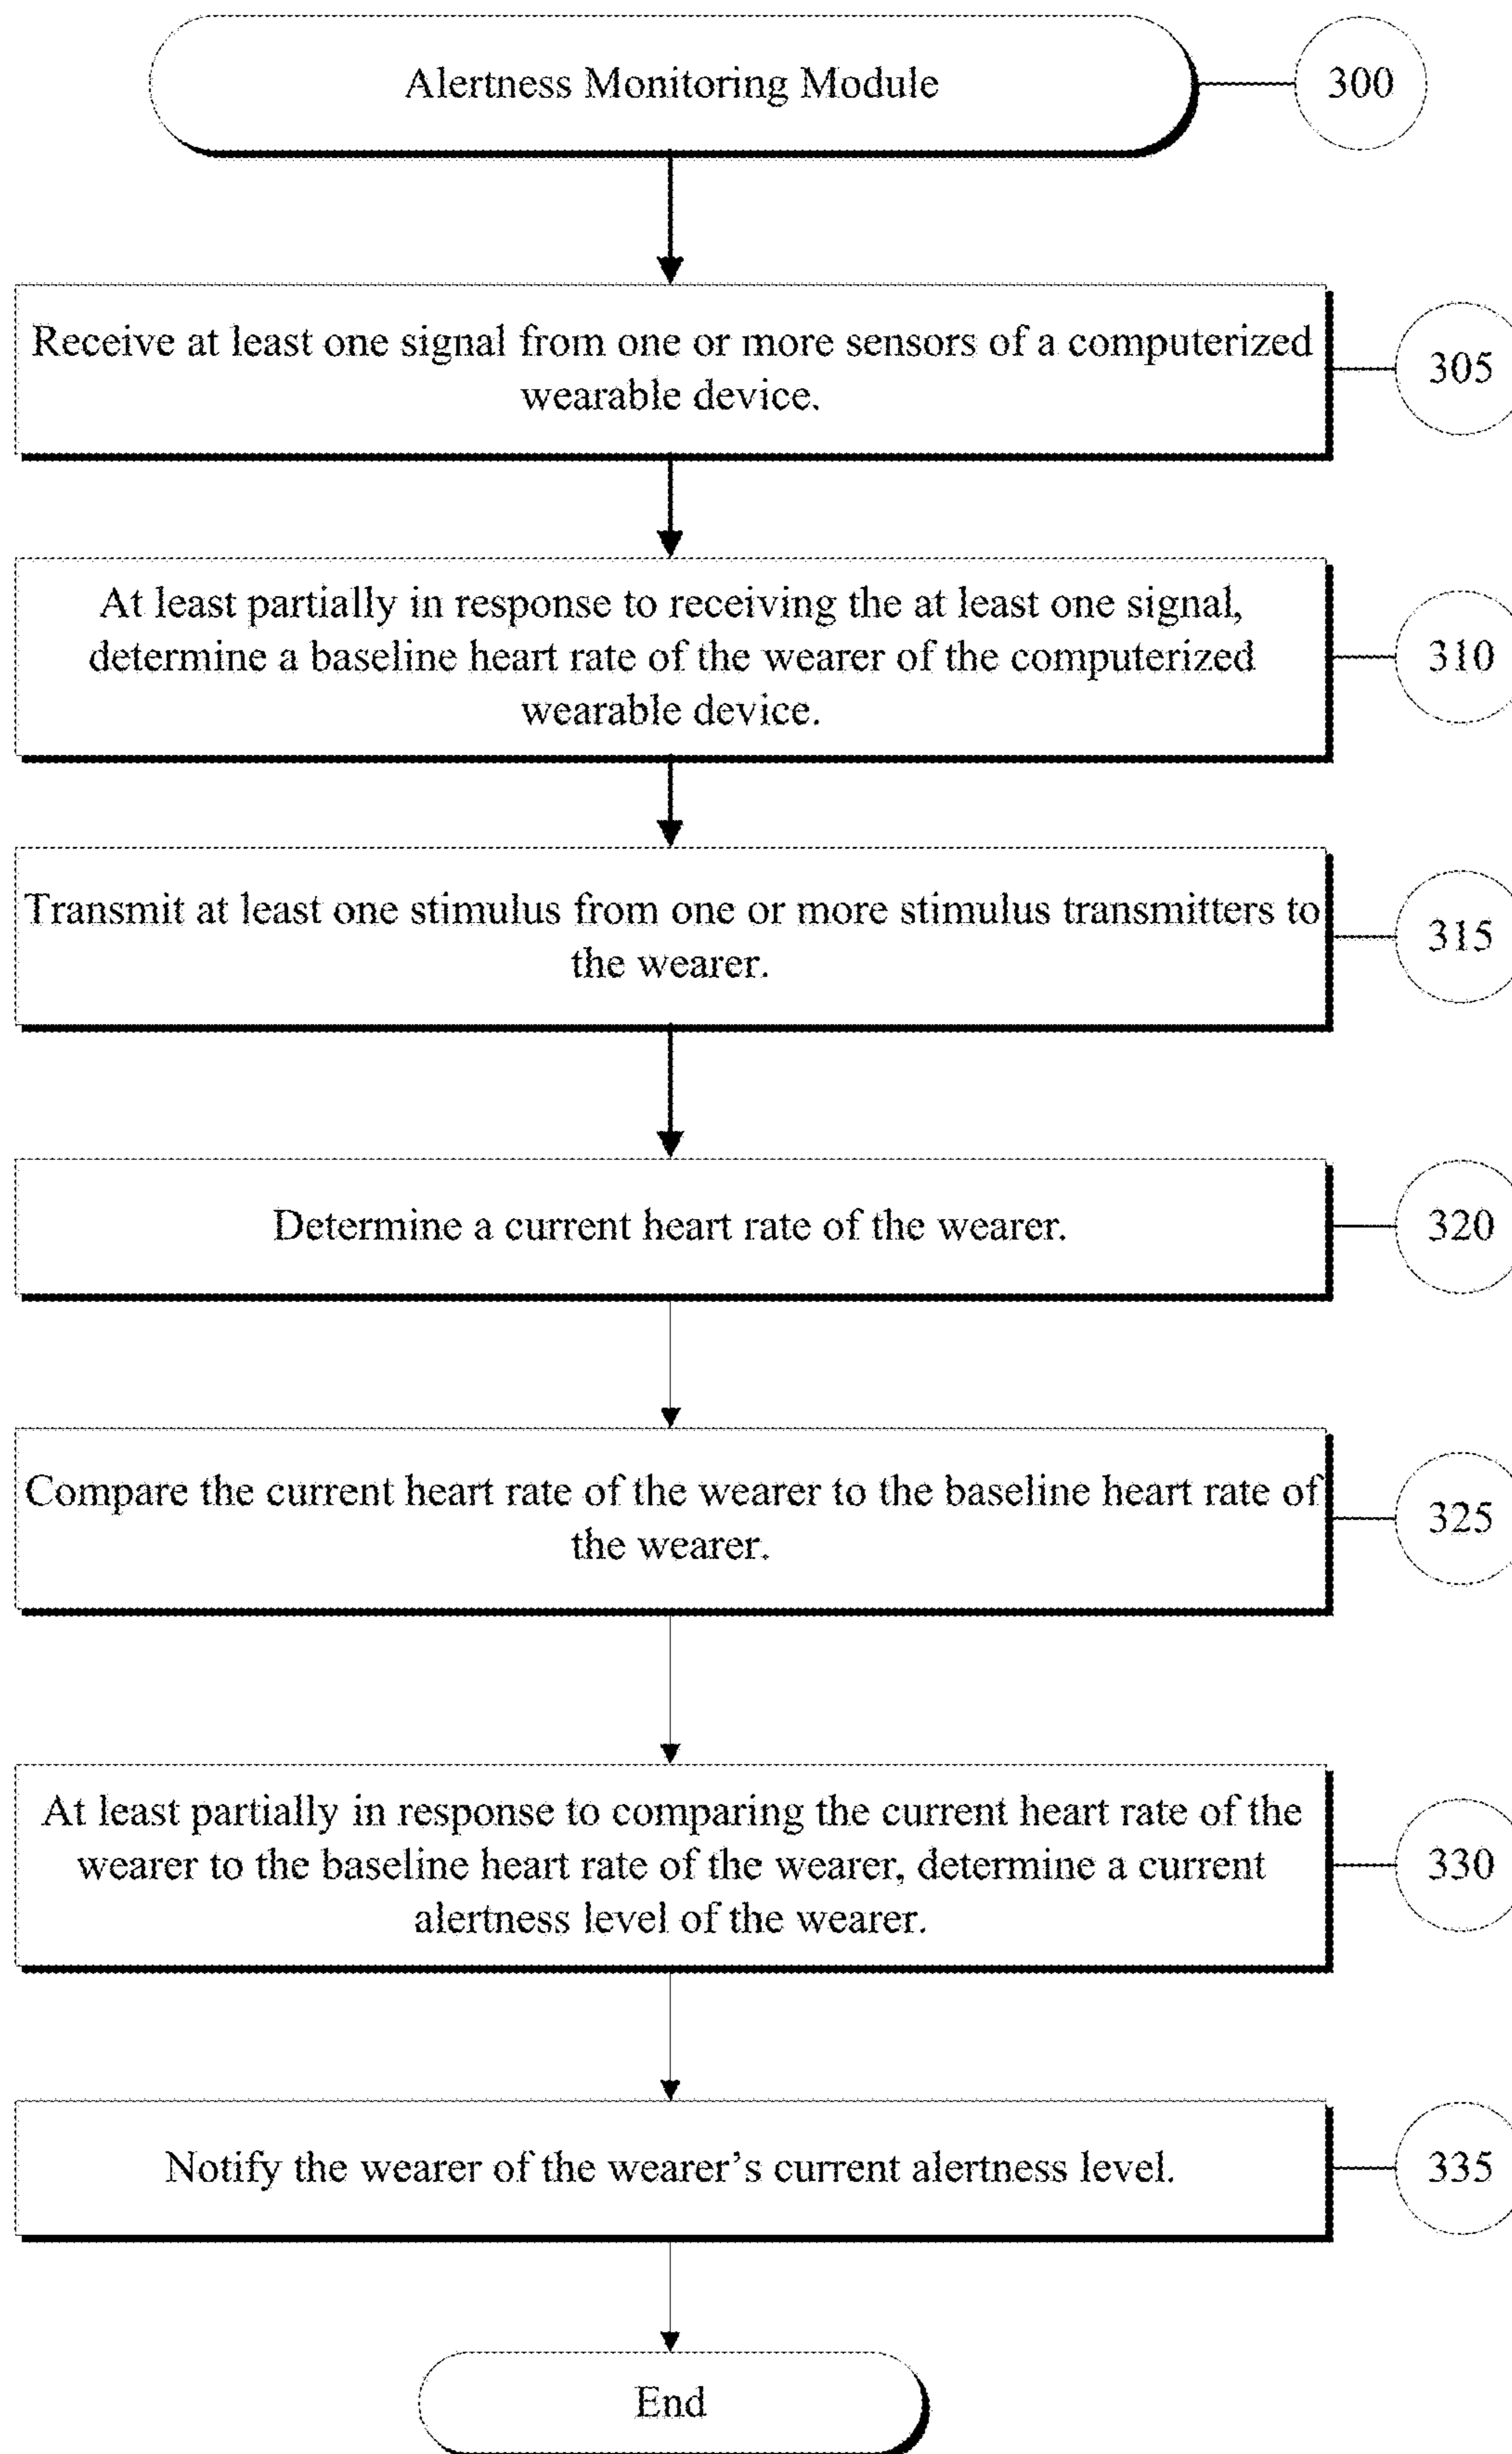 Alertness Monitoring Module
300
Receive at least one signal from one or more sensors of a computerized
wearable device.
305
At least partially in response to receiving the at least one signal,
determine a baseline heart rate of the wearer of the computerized
wearable device.
310
Transmit at least one stimulus from one or more stimulus transmitters to
the wearer.
315
Determine a current heart rate of the wearer.
320
Compare the current heart rate of the wearer to the baseline heart rate of
the wearer.
325
At least partially in response to comparing the current heart rate of the
wearer to the baseline heart rate of the wearer, determine a current
alertness level of the wearer.
330
Notify the wearer of the wearer's current alertness level.
335
End